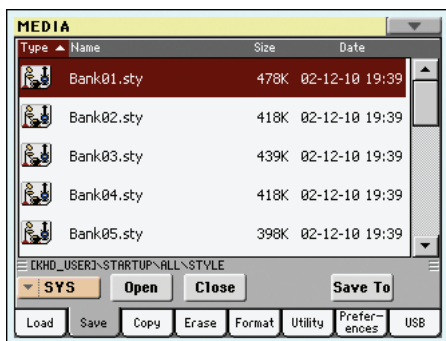 MEDIA
Type Name Size Date
Bank01.sty 478K 02-12-10 19:39
Bank02.sty 418K 02-12-10 19:39
Bank03.sty 439K 02-12-10 19:39
Bank04.sty 418K 02-12-10 19:39
Bank05.sty 398K 02-12-10 19:39
[KHD_USER]\STARTUP\ALL\STYLE
SYS Open Close Save To
Load Save Copy Erase Format Utility Prefer-ences USB